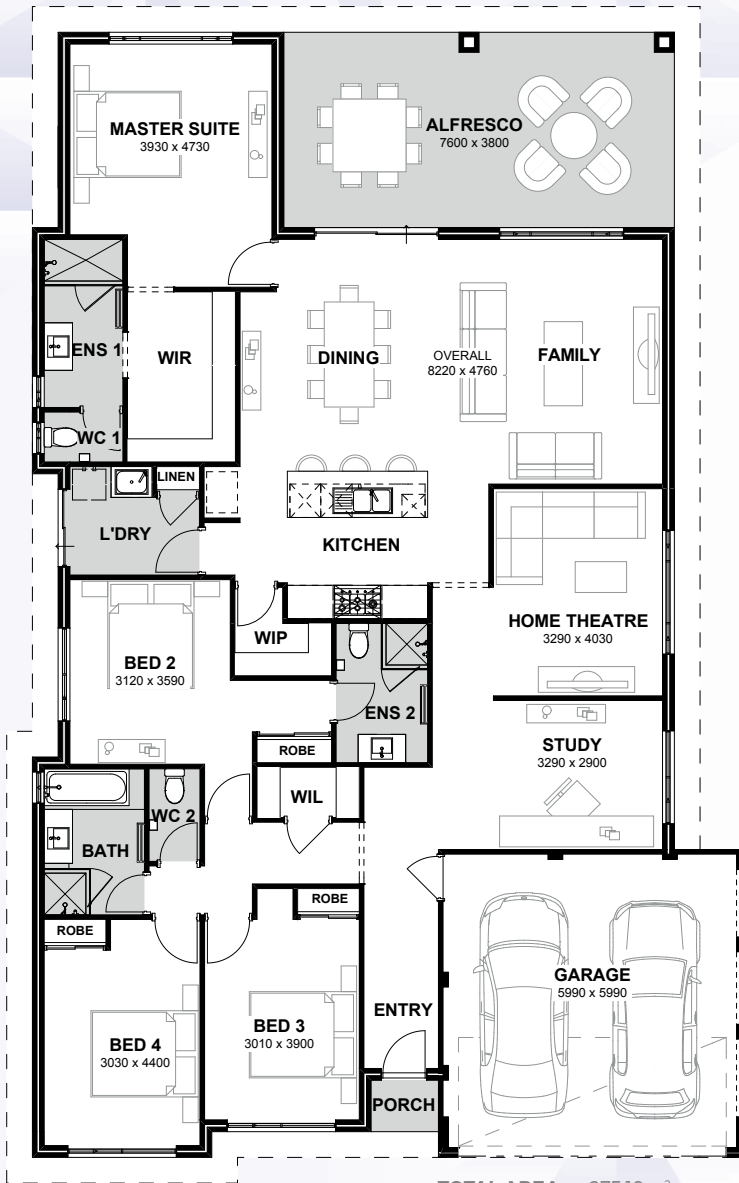 MASTER SUITE
3930 x 4730
ALFRESCO
7600 x 3800
ENS 1
WIR
DINING
OVERALL
8220 x 4760
FAMILY
WC 1
LINEN
L'DRY
KITCHEN
WIP
HOME THEATRE
3290 x 4030
BED 2
3120 x 3590
ENS 2
ROBE
STUDY
3290 x 2900
WIL
WC 2
BATH
ROBE
ROBE
GARAGE
5990 x 5990
ENTRY
BED 3
3010 x 3900
BED 4
3030 x 4400
PORCH
TOTAL AREA